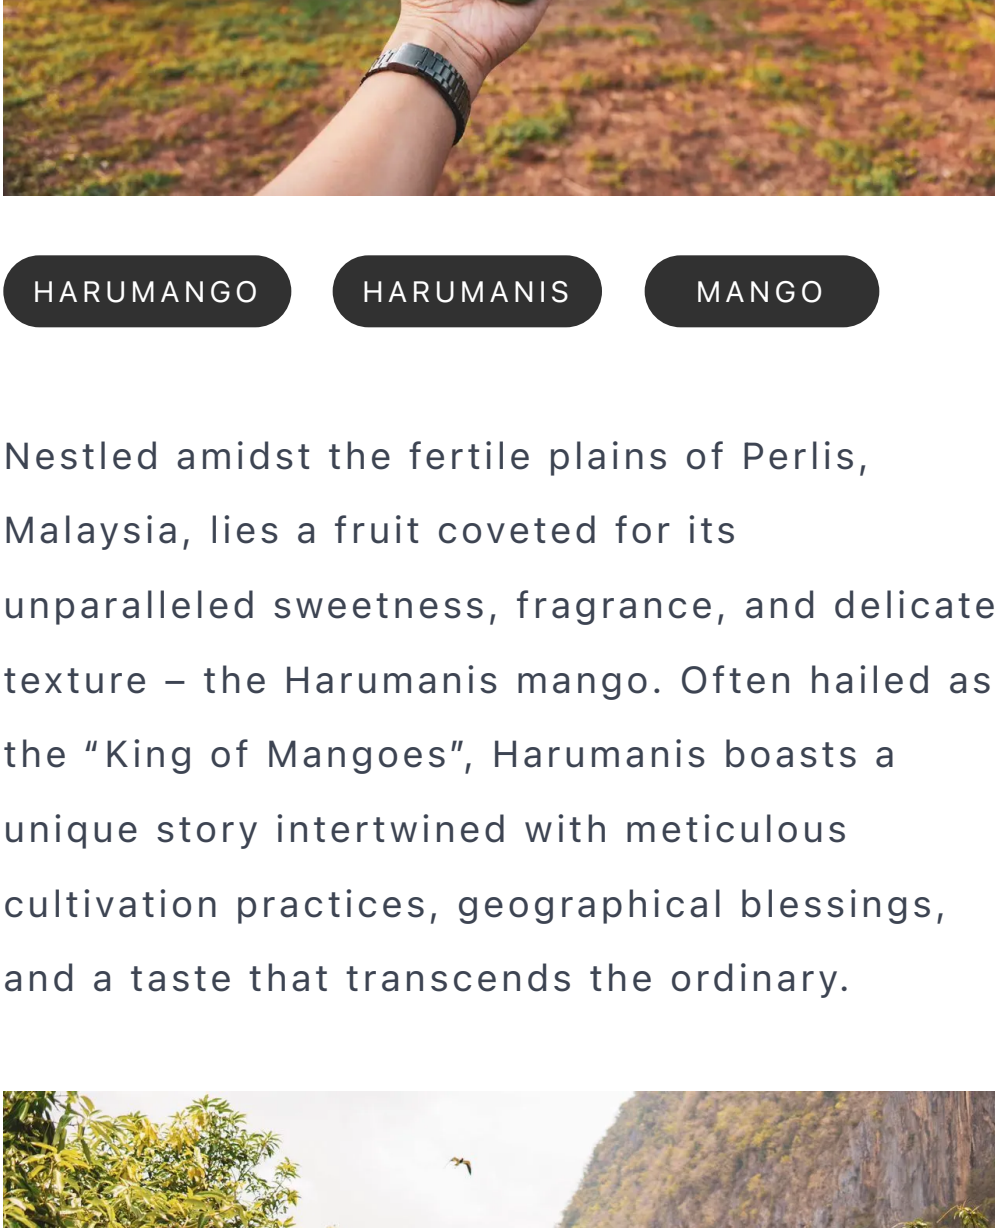 HARUMANGO HARUMANIS MANGO
Nestled amidst the fertile plains of Perlis,
Malaysia, lies a fruit coveted for its
unparalleled sweetness, fragrance, and delicate
texture – the Harumanis mango. Often hailed as
the “King of Mangoes”, Harumanis boasts a
unique story intertwined with meticulous
cultivation practices, geographical blessings,
and a taste that transcends the ordinary.